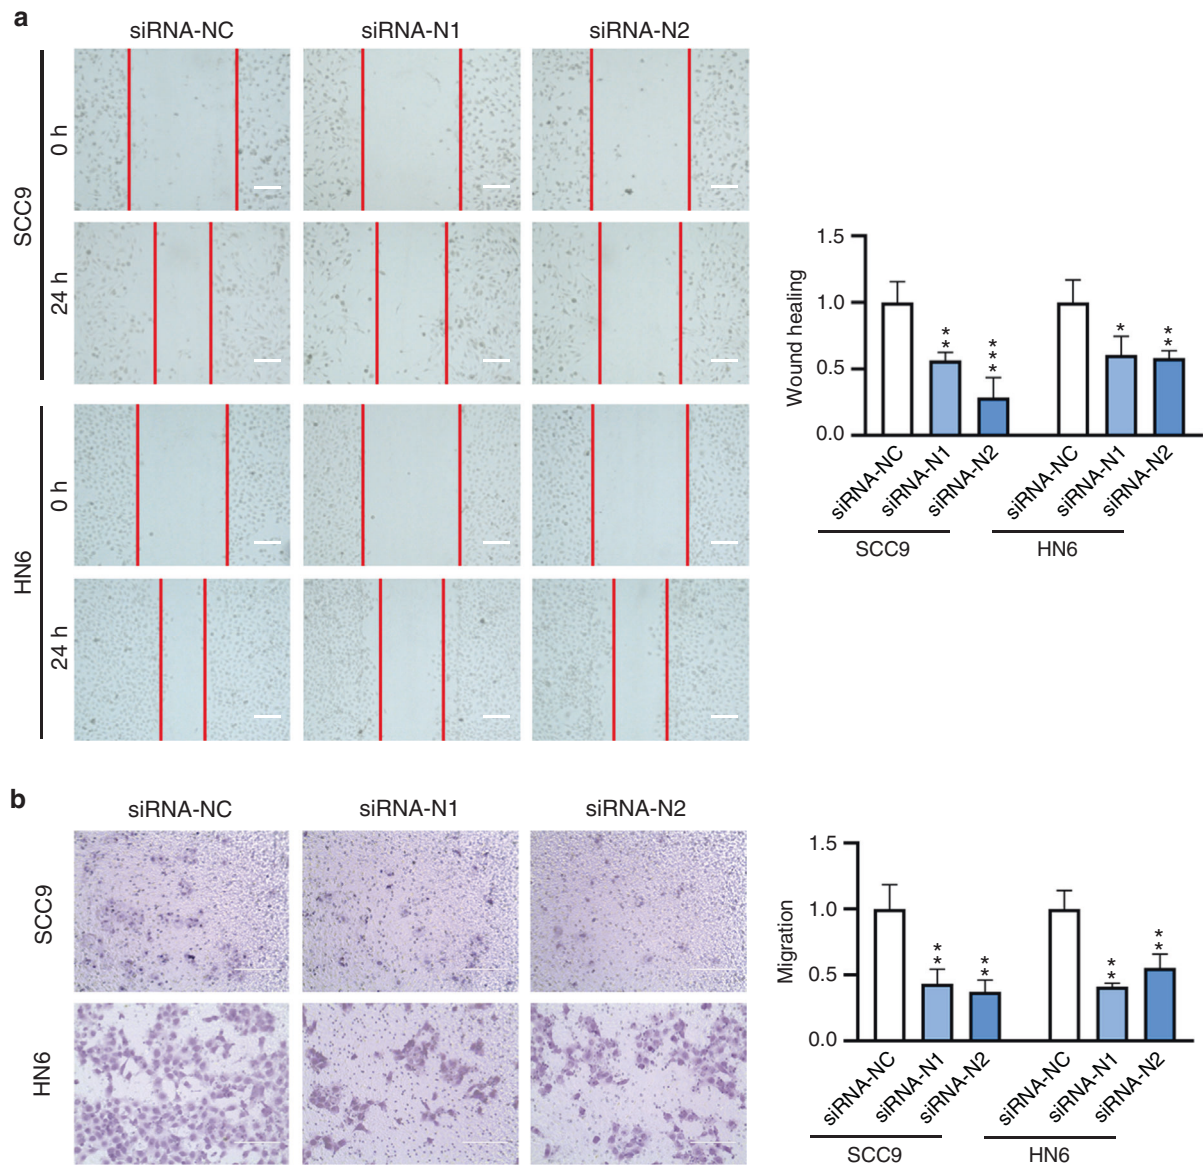 a
siRNA-NC
siRNA-N1
siRNA-N2
SCC9
0 h
24 h
HN6
0 h
24 h
Wound healing
1.5
1.0
0.5
0.0
**
***
*
**
siRNA-NC
siRNA-N1
siRNA-N2
siRNA-NC
siRNA-N1
siRNA-N2
SCC9
HN6
b
siRNA-NC
siRNA-N1
siRNA-N2
SCC9
HN6
Migration
1.5
1.0
0.5
0.0
**
**
**
**
siRNA-NC
siRNA-N1
siRNA-N2
siRNA-NC
siRNA-N1
siRNA-N2
SCC9
HN6